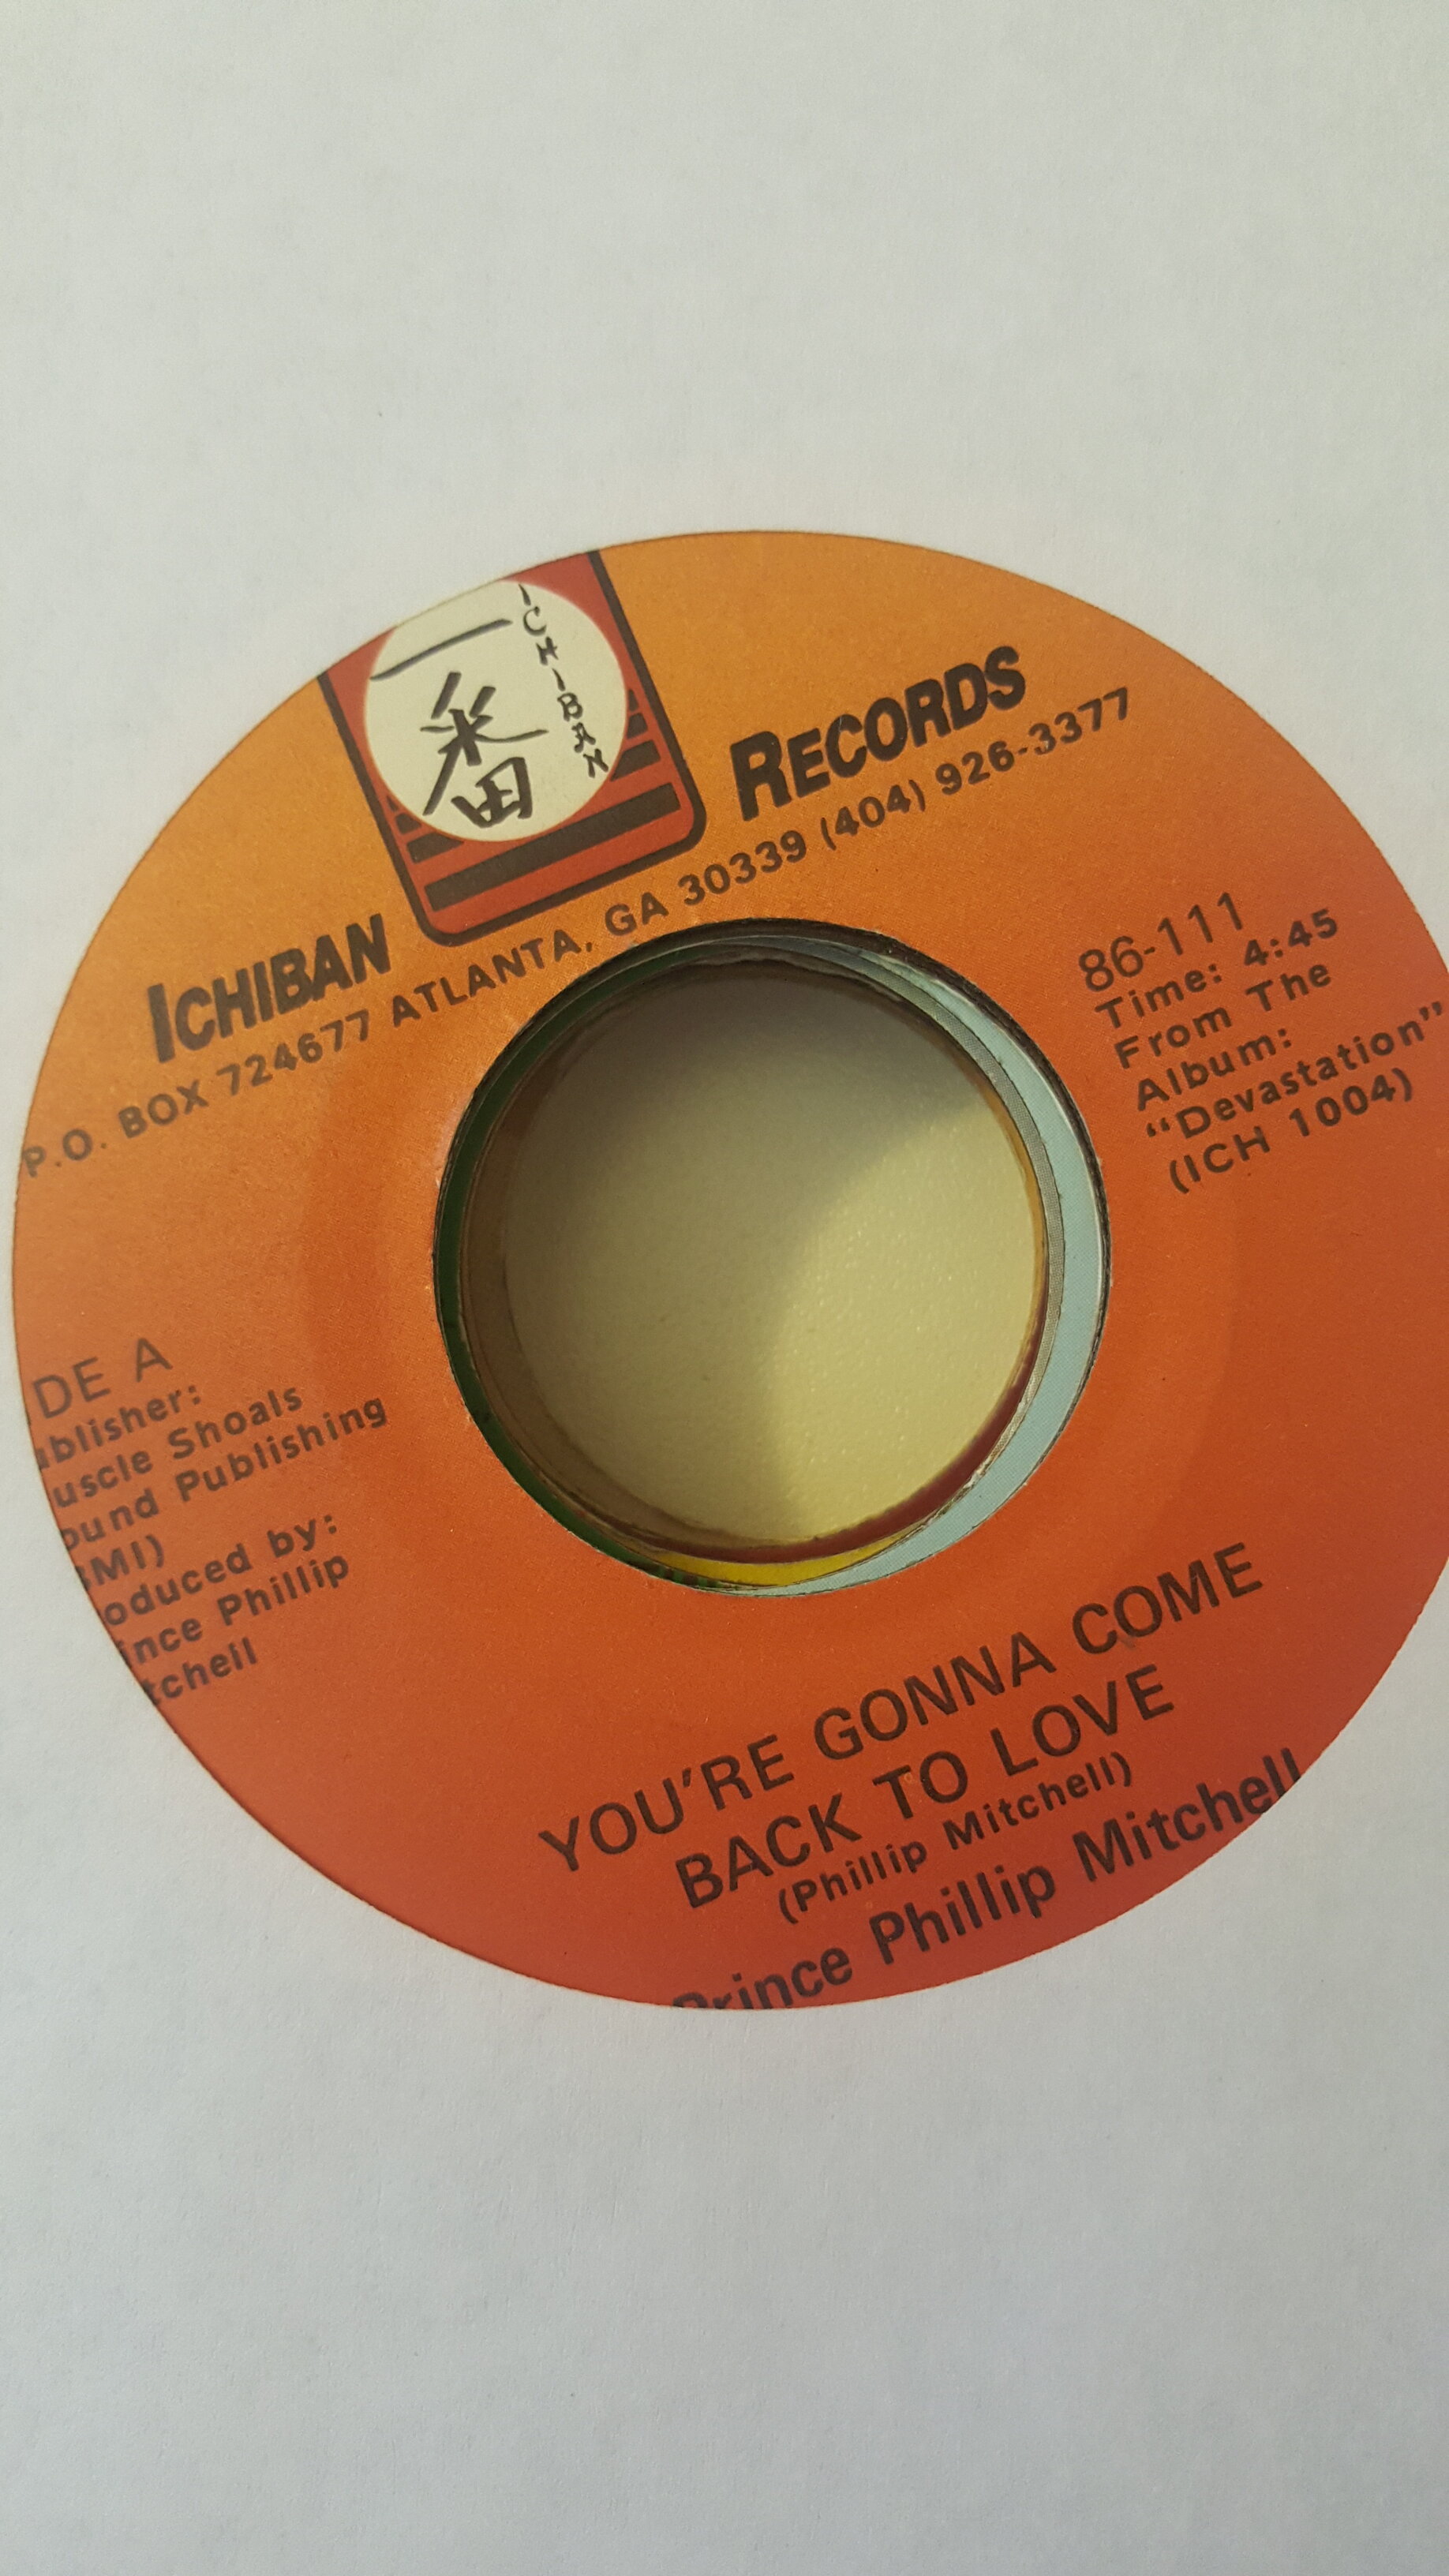 一番
ICHIBAN
ICHIBAN RECORDS
P.O. BOX 724677 ATLANTA, GA 30339 (404) 926-3377
86-111
Time: 4:45
From The
Album:
“Devastation”
(ICH 1004)
DE A
blisher:
uscle Shoals
ound Publishing
MI)
oduced by:
ince Phillip
tchell
YOU'RE GONNA COME
BACK TO LOVE
(Phillip Mitchell)
Prince Phillip Mitchell